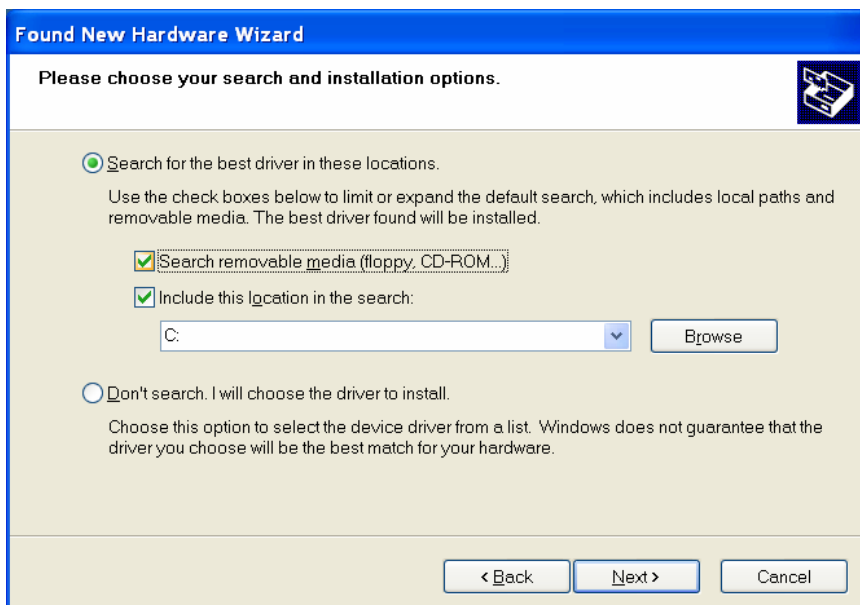 Found New Hardware Wizard
Please choose your search and installation options.
Search for the best driver in these locations.
Use the check boxes below to limit or expand the default search, which includes local paths and
removable media. The best driver found will be installed.
Search removable media (floppy, CD-ROM...)
Include this location in the search:
C:
Browse
Don't search. I will choose the driver to install.
Choose this option to select the device driver from a list. Windows does not guarantee that the
driver you choose will be the best match for your hardware.
< Back Next > Cancel